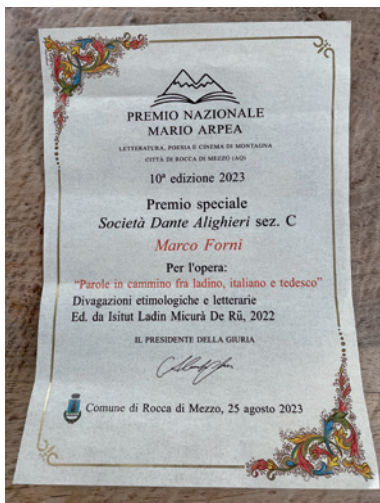 PREMIO NAZIONALE
MARIO ARPEA
LETTERATURA, POESIA E CINEMA DI MONTAGNA
CITTÀ DI ROCCA DI MEZZO (AQ)
10ª edizione 2023
Premio speciale
Società Dante Alighieri sez. C
Marco Forni
Per l'opera:
"Parole in cammino fra ladino, italiano e tedesco"
Divagazioni etimologiche e letterarie
Ed. da Isitut Ladin Micurà De Rü, 2022
IL PRESIDENTE DELLA GIURIA
Comune di Rocca di Mezzo, 25 agosto 2023